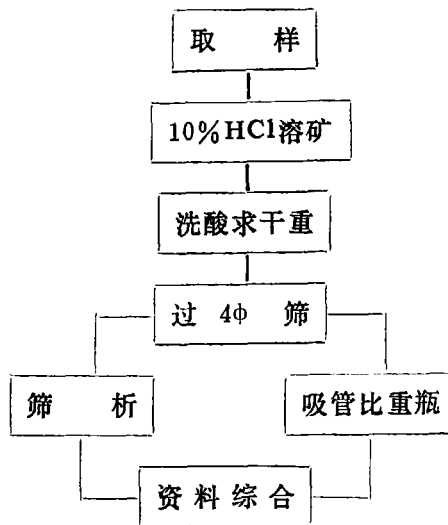 取 样
10%HCl溶矿
洗酸求干重
过 4φ 筛
筛 析
吸管比重瓶
资料综合